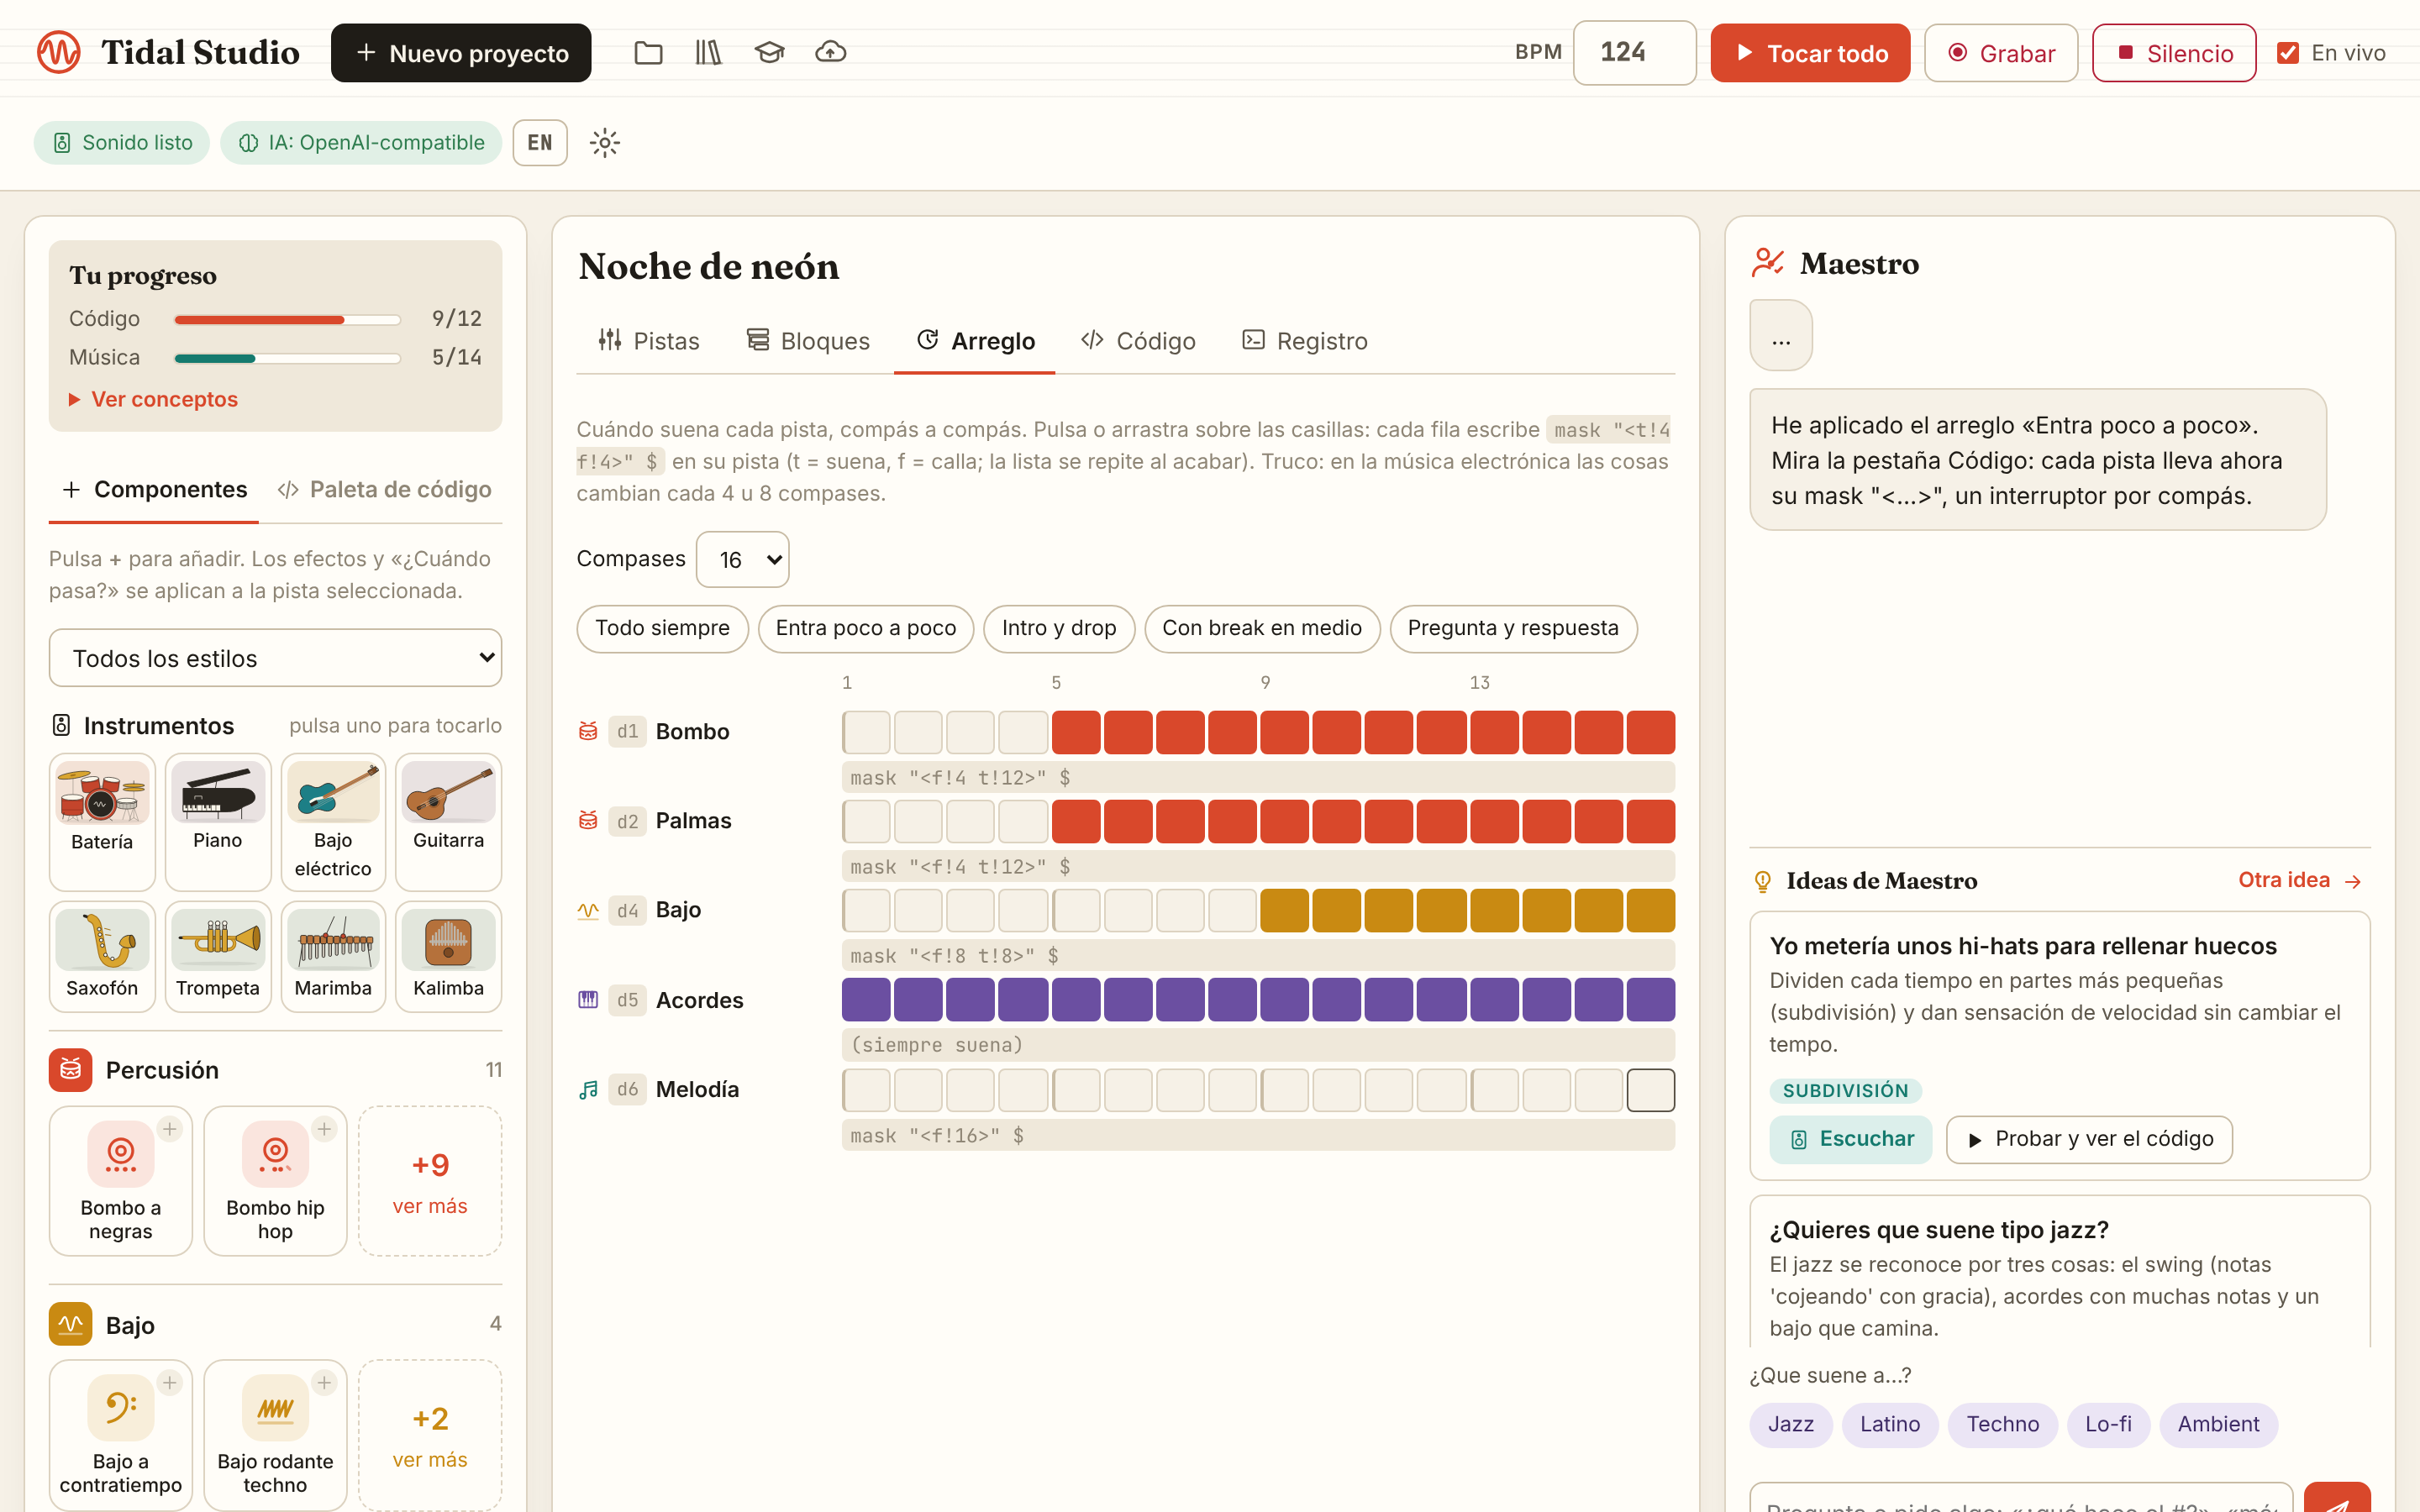 Tidal Studio
+ Nuevo proyecto
BPM
124
Tocar todo
Grabar
Silencio
En vivo
Sonido listo
IA: OpenAI-compatible
EN
Tu progreso
Código
9/12
Música
5/14
Ver conceptos
+ Componentes
</> Paleta de código
Pulsa + para añadir. Los efectos y «¿Cuándo
pasa?» se aplican a la pista seleccionada.
Todos los estilos
Instrumentos
pulsa uno para tocarlo
Batería
Piano
Bajo
eléctrico
Guitarra
Saxofón
Trompeta
Marimba
Kalimba
Percusión
11
Bombo a
negras
Bombo hip
hop
+9
ver más
Bajo
4
Bajo a
contratiempo
Bajo rodante
techno
+2
ver más
Noche de neón
Pistas
Bloques
Arreglo
</> Código
Registro
Cuándo suena cada pista, compás a compás. Pulsa o arrastra sobre las casillas: cada fila escribe mask "<t!4
f!4>" $ en su pista (t = suena, f = calla; la lista se repite al acabar). Truco: en la música electrónica las cosas
cambian cada 4 u 8 compases.
Compases
16
Todo siempre
Entra poco a poco
Intro y drop
Con break en medio
Pregunta y respuesta
1
5
9
13
d1 Bombo
mask "<f!4 t!12>" $
d2 Palmas
mask "<f!4 t!12>" $
d4 Bajo
mask "<f!8 t!8>" $
d5 Acordes
(siempre suena)
d6 Melodía
mask "<f!16>" $
Maestro
...
He aplicado el arreglo «Entra poco a poco».
Mira la pestaña Código: cada pista lleva ahora
su mask "<...>", un interruptor por compás.
Ideas de Maestro
Otra idea →
Yo metería unos hi-hats para rellenar huecos
Dividen cada tiempo en partes más pequeñas
(subdivisión) y dan sensación de velocidad sin cambiar el
tempo.
SUBDIVISIÓN
Escuchar
Probar y ver el código
¿Quieres que suene tipo jazz?
El jazz se reconoce por tres cosas: el swing (notas
'cojeando' con gracia), acordes con muchas notas y un
bajo que camina.
¿Que suene a...?
Jazz
Latino
Techno
Lo-fi
Ambient